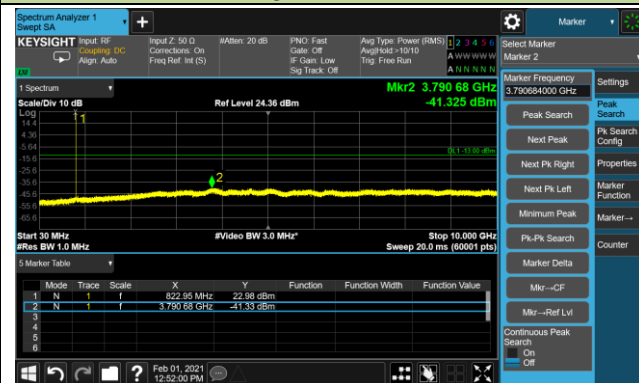 Spectrum Analyzer 1
Swept SA
+
Marker
KEYSIGHT Input: RF Input Z: 50 Ω #Atten: 20 dB PNO: Fast Avg Type: Power (RMS) 1 2 3 4 5 6
Coupling: DC Corrections: On Gate: Off Avg|Hold:>10/10 A W W W W W
Align: Auto Freq Ref: Int (S) IF Gain: Low Trig: Free Run
Sig Track: Off A N N N N N
Select Marker
Marker 2
1 Spectrum
Mkr2 3.790 68 GHz
Scale/Div 10 dB Ref Level 24.36 dBm -41.325 dBm
Log
14.4
4.36
-5.64
-15.6
-25.6
-35.6
-45.6
-55.6
-65.6
1
DL1 -13.00 dBm
2
Start 30 MHz #Video BW 3.0 MHz* Stop 10.000 GHz
#Res BW 1.0 MHz Sweep 20.0 ms (60001 pts)
5 Marker Table
Mode Trace Scale X Y Function Function Width Function Value
1 N 1 f 822.95 MHz 22.98 dBm
2 N 1 f 3.790 68 GHz -41.33 dBm
3
4
5
6
Marker Frequency
3.790684000 GHz
Peak Search
Next Peak
Next Pk Right
Next Pk Left
Minimum Peak
Pk-Pk Search
Marker Delta
Mkr→CF
Mkr→Ref Lvl
Continuous Peak
Search
On
Off
Settings
Peak
Search
Pk Search
Config
Properties
Marker
Function
Marker→
Counter
? Feb 01, 2021
12:52:00 PM